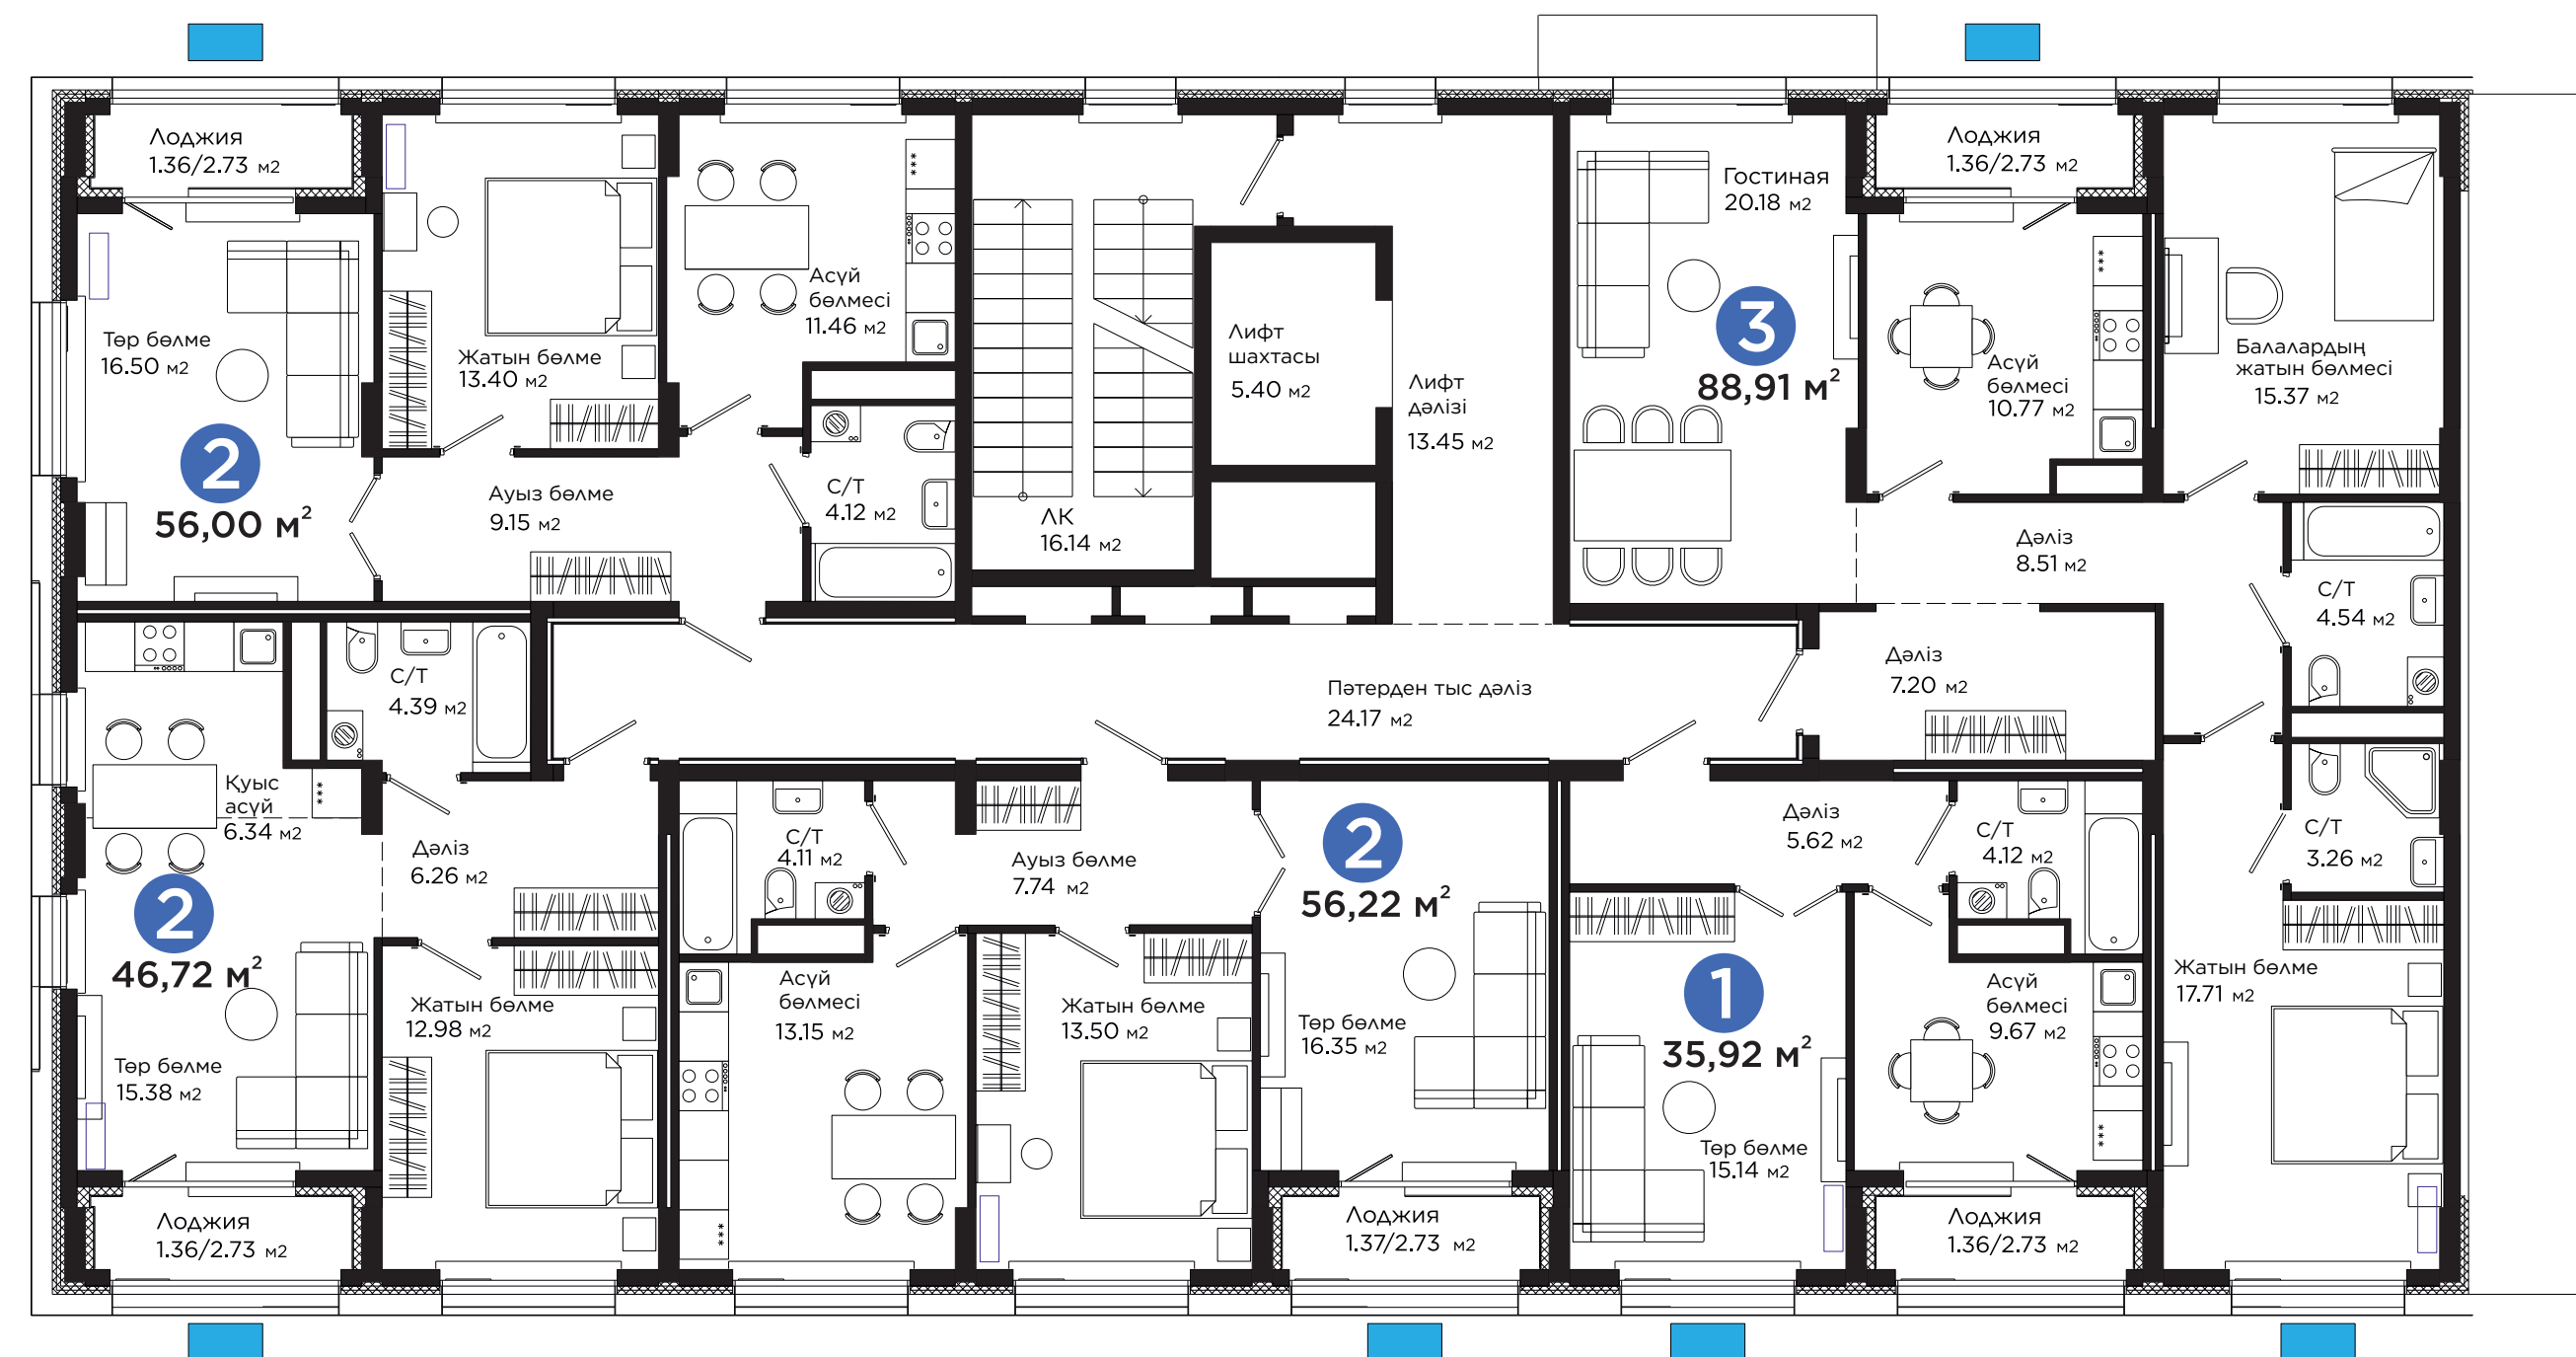 Лоджия
1.36/2.73 м2
Төр бөлме
16.50 м2
2
56,00 м²
Жатын бөлме
13.40 м2
Асүй
бөлмесі
11.46 м2
Ауыз бөлме
9.15 м2
С/Т
4.12 м2
ЛК
16.14 м2
Лифт
шахтасы
5.40 м2
Лифт
дәлізі
13.45 м2
Гостиная
20.18 м2
3
88,91 м²
Лоджия
1.36/2.73 м2
Асүй
бөлмесі
10.77 м2
Балалардың
жатын бөлмесі
15.37 м2
Дәліз
8.51 м2
С/Т
4.54 м2
Дәліз
7.20 м2
Пәтерден тыс дәліз
24.17 м2
С/Т
4.39 м2
Қуыс
асүй
6.34 м2
Дәліз
6.26 м2
2
46,72 м²
Төр бөлме
15.38 м2
Жатын бөлме
12.98 м2
Лоджия
1.36/2.73 м2
С/Т
4.11 м2
Ауыз бөлме
7.74 м2
2
56,22 м²
Асүй
бөлмесі
13.15 м2
Жатын бөлме
13.50 м2
Төр бөлме
16.35 м2
Лоджия
1.37/2.73 м2
Дәліз
5.62 м2
С/Т
4.12 м2
1
35,92 м²
Төр бөлме
15.14 м2
Асүй
бөлмесі
9.67 м2
Лоджия
1.36/2.73 м2
С/Т
3.26 м2
Жатын бөлме
17.71 м2